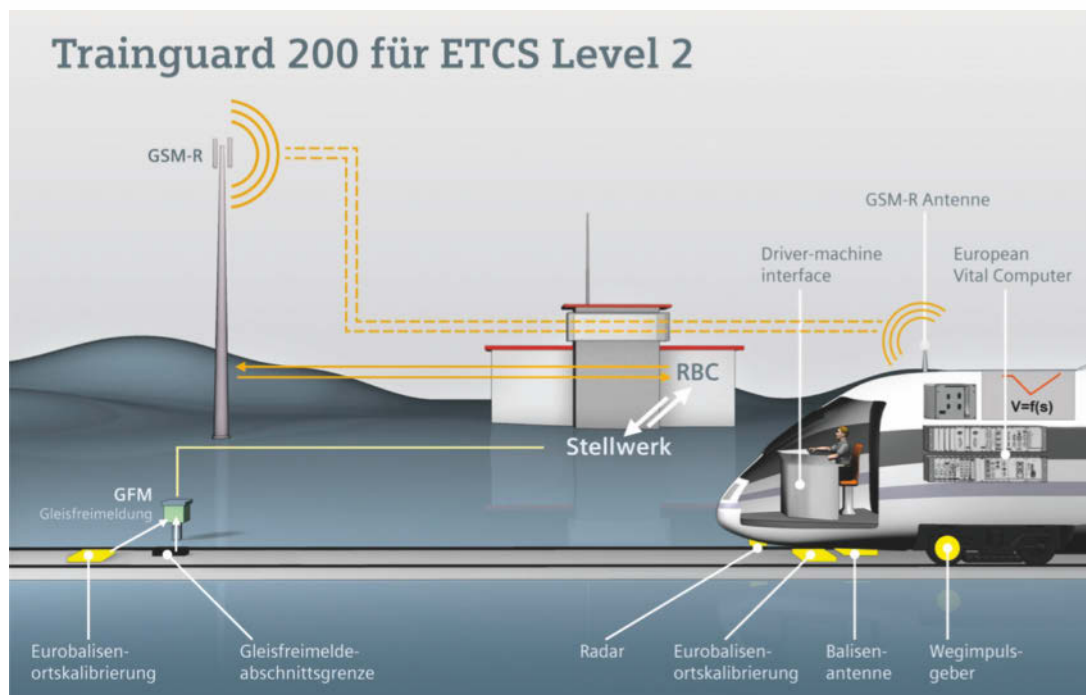 Trainguard 200 für ETCS Level 2
GSM-R
GSM-R Antenne
Driver-machine
interface
European
Vital Computer
RBC
V=f(s)
Stellwerk
GFM
Gleisfreimeldung
Eurobalisen-
ortskalibrierung
Gleisfreimelde-
abschnittsgrenze
Radar
Eurobalisen-
ortskalibrierung
Balisen-
antenne
Wegimpuls-
geber